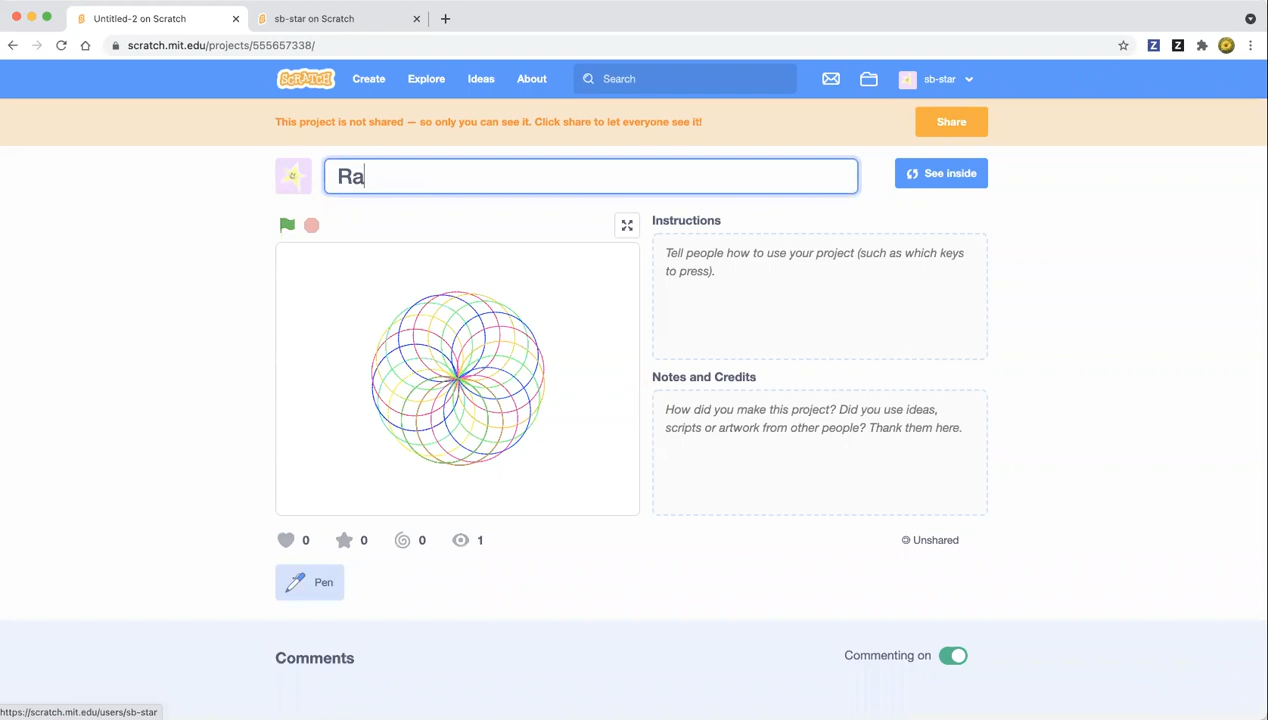 Untitled-2 on Scratch
sb-star on Scratch
scratch.mit.edu/projects/555657338/
Z
Z
SCRATCH
Create
Explore
Ideas
About
Search
sb-star
This project is not shared — so only you can see it. Click share to let everyone see it!
Share
Ra
See inside
Instructions
Tell people how to use your project (such as which keys
to press).
Notes and Credits
How did you make this project? Did you use ideas,
scripts or artwork from other people? Thank them here.
0
0
0
1
Unshared
Pen
Comments
Commenting on
https://scratch.mit.edu/users/sb-star